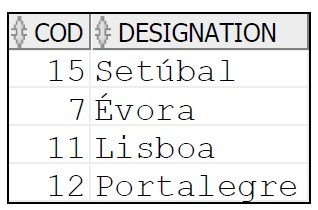 COD DESIGNATION
15 Setúbal
7 Évora
11 Lisboa
12 Portalegre